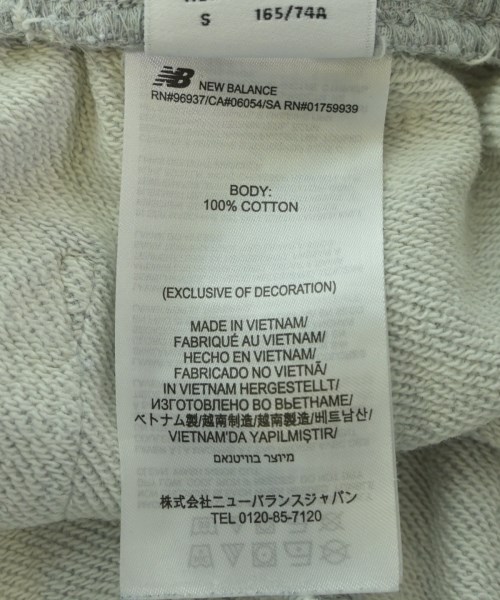 S 165/74A
NB NEW BALANCE
RN#96937/CA#06054/SA RN#01759939
BODY:
100% COTTON
(EXCLUSIVE OF DECORATION)
MADE IN VIETNAM/
FABRIQUÉ AU VIETNAM/
HECHO EN VIETNAM/
FABRICADO NO VIETNÃ/
IN VIETNAM HERGESTELLT/
ИЗГОТОВЛЕНО ВО ВЬЕТНАМЕ/
ベトナム製/越南制造/越南製造/베트남산/
VIETNAM'DA YAPILMIŞTIR/
מיוצר בוויטנאם
株式会社ニューバランスジャパン
TEL 0120-85-7120